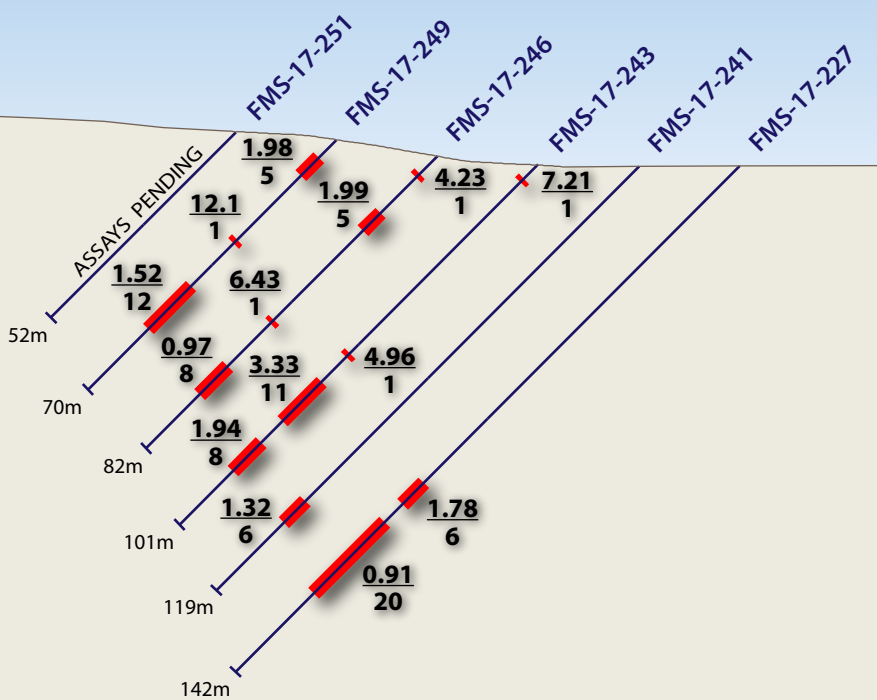 FMS-17-251
FMS-17-249
FMS-17-246
FMS-17-243
FMS-17-241
FMS-17-227
ASSAYS PENDING
1.98
5
4.23
1
7.21
1
1.99
5
12.1
1
1.52
12
6.43
1
52m
0.97
8
3.33
11
4.96
1
70m
1.94
8
82m
1.32
6
1.78
6
101m
0.91
20
119m
142m